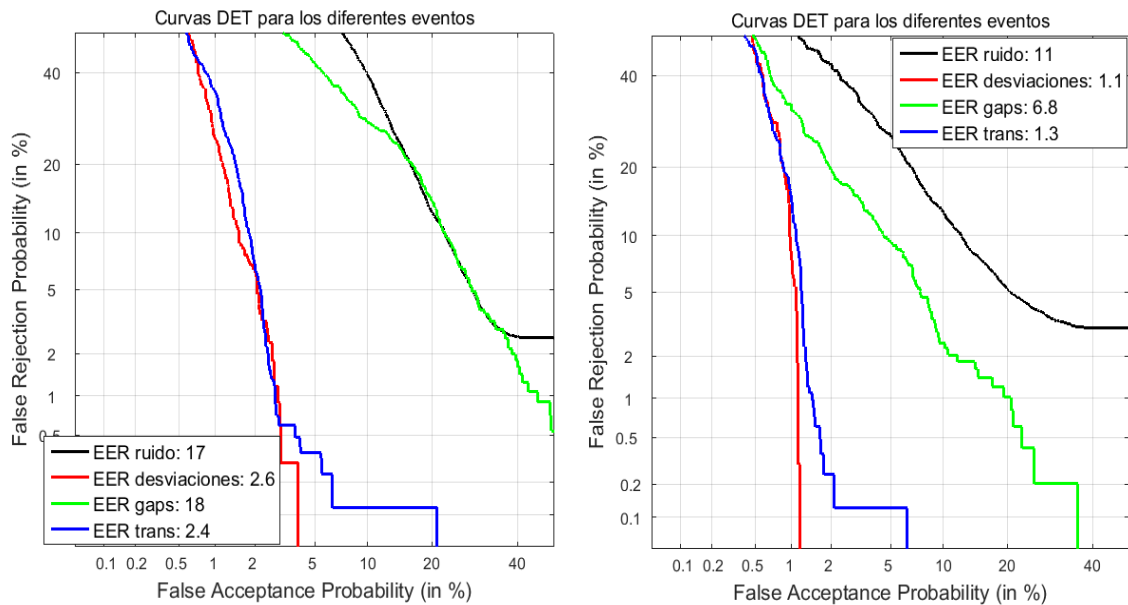 Curvas DET para los diferentes eventos
False Rejection Probability (in %)
40
20
10
5
2
1
0.5
EER ruido: 17
EER desviaciones: 2.6
EER gaps: 18
EER trans: 2.4
0.1 0.2 0.5 1 2 5 10 20 40
False Acceptance Probability (in %)
Curvas DET para los diferentes eventos
EER ruido: 11
EER desviaciones: 1.1
EER gaps: 6.8
EER trans: 1.3
False Rejection Probability (in %)
40
20
10
5
2
1
0.5
0.2
0.1
0.1 0.2 0.5 1 2 5 10 20 40
False Acceptance Probability (in %)